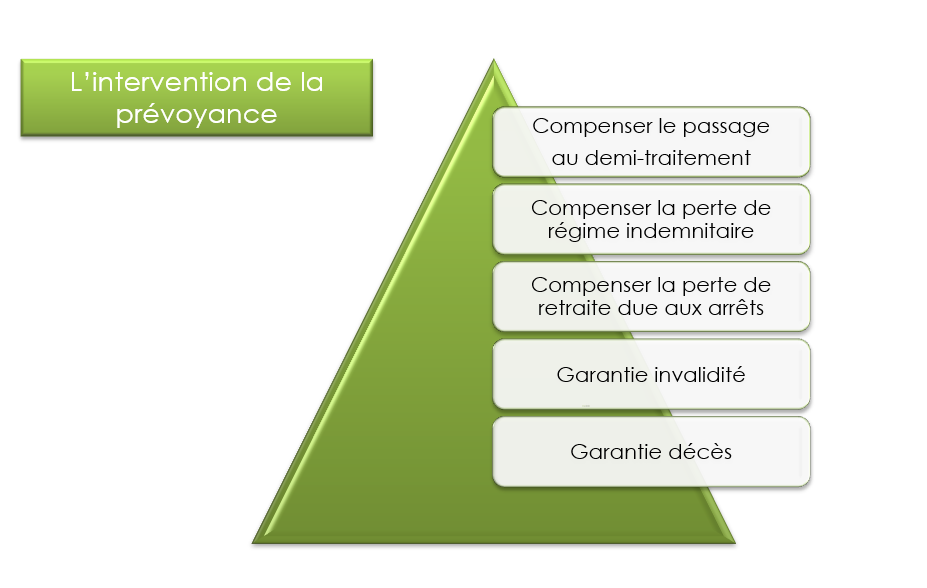 L’intervention de la
prévoyance
Compenser le passage
au demi-traitement
Compenser la perte de
régime indemnitaire
Compenser la perte de
retraite due aux arrêts
Garantie invalidité
Garantie décès